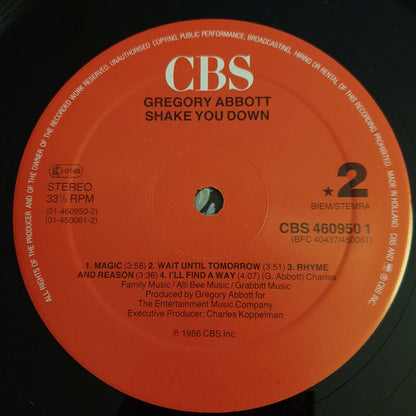 ALL RIGHTS OF THE PRODUCER AND OF THE OWNER OF THE RECORDED WORK RESERVED. UNAUTHORISED COPYING, PUBLIC PERFORMANCE, BROADCASTING, HIRING OR RENTAL OF THIS RECORDING PROHIBITED. MADE IN HOLLAND. CBS AND ARE ® CBS INC.
CBS
GREGORY ABBOTT
SHAKE YOU DOWN
LC-0149
STEREO
33⅓ RPM
(01-460950-2)
(01-450061-2)
★2
BIEM/STEMRA
CBS 460950 1
(BFC 40437/450061)
1. MAGIC (3:58) 2. WAIT UNTIL TOMORROW (3:51) 3. RHYME
AND REASON (3:36) 4. I'LL FIND A WAY (4:07) (G. Abbott) Charles
Family Music / Alli Bee Music / Grabbitt Music
Produced by Gregory Abbott for
The Entertainment Music Company
Executive Producer: Charles Koppelman
℗ 1986 CBS Inc.